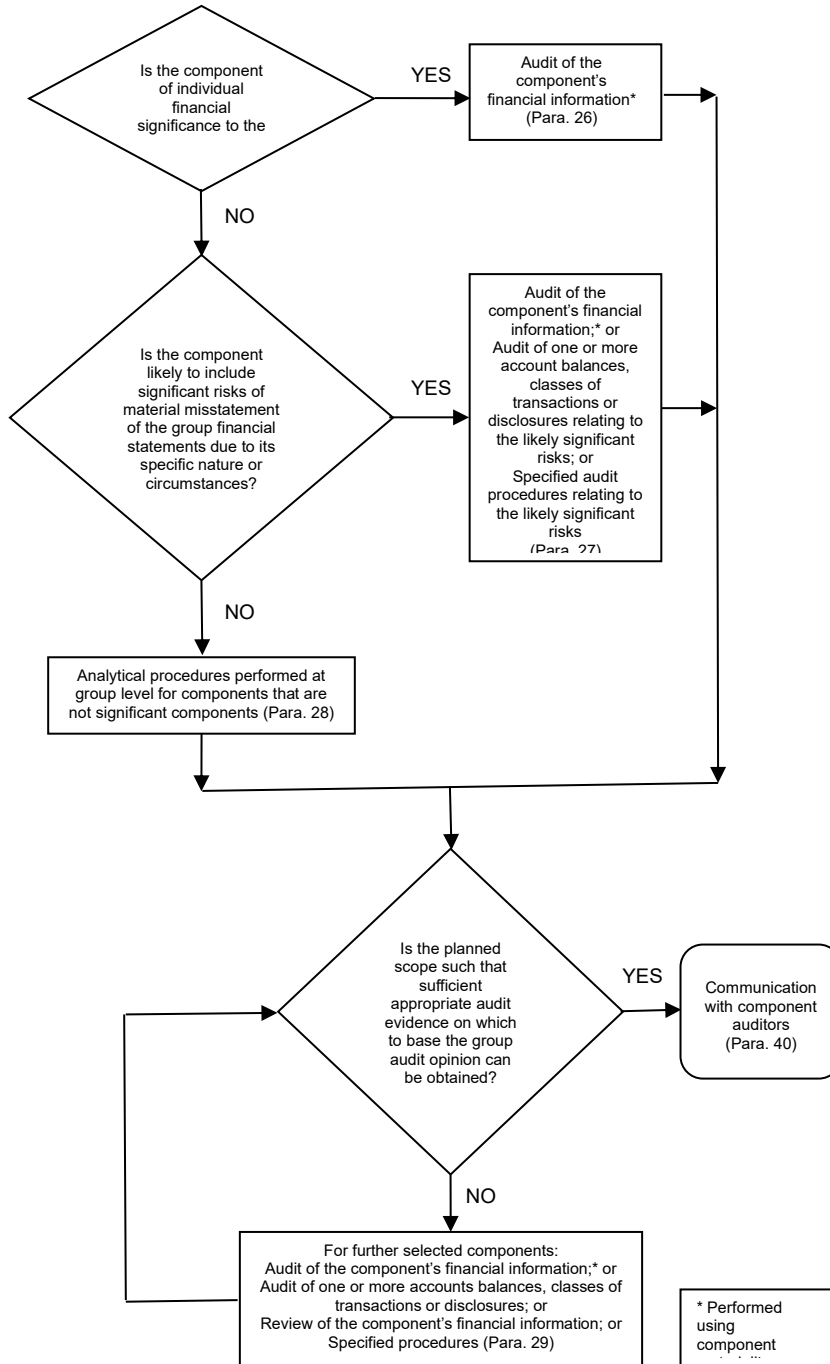 Is the component
of individual
financial
significance to the
YES
Audit of the
component's
financial information*
(Para. 26)
NO
Is the component
likely to include
significant risks of
material misstatement
of the group financial
statements due to its
specific nature or
circumstances?
YES
Audit of the
component's financial
information;* or
Audit of one or more
account balances,
classes of
transactions or
disclosures relating to
the likely significant
risks; or
Specified audit
procedures relating to
the likely significant
risks
(Para. 27)
NO
Analytical procedures performed at
group level for components that are
not significant components (Para. 28)
Is the planned
scope such that
sufficient
appropriate audit
evidence on which
to base the group
audit opinion can
be obtained?
YES
Communication
with component
auditors
(Para. 40)
NO
For further selected components:
Audit of the component's financial information;* or
Audit of one or more accounts balances, classes of
transactions or disclosures; or
Review of the component's financial information; or
Specified procedures (Para. 29)
* Performed
using
component